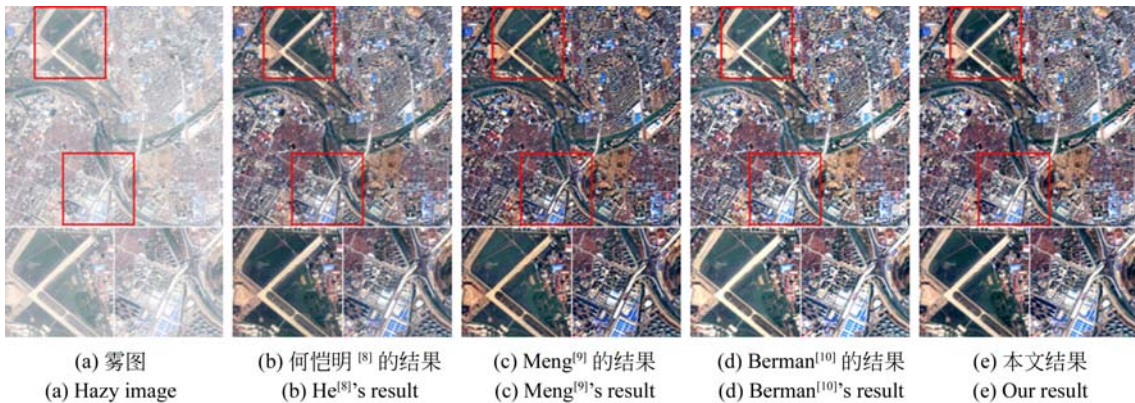 (a) 雾图
(b) 何恺明 [8] 的结果
(c) Meng[9] 的结果
(d) Berman[10] 的结果
(e) 本文结果
(a) Hazy image
(b) He[8]'s result
(c) Meng[9]'s result
(d) Berman[10]'s result
(e) Our result